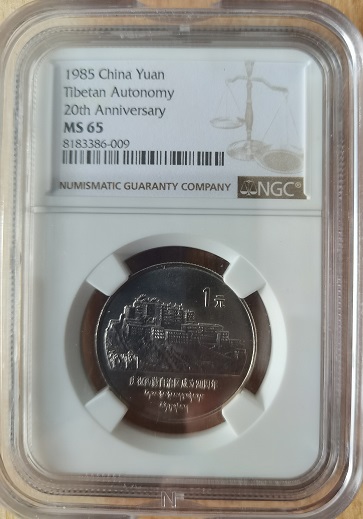 1985 China Yuan
Tibetan Autonomy
20th Anniversary
MS 65
8183386-009
NUMISMATIC GUARANTY COMPANY NGC®
1元